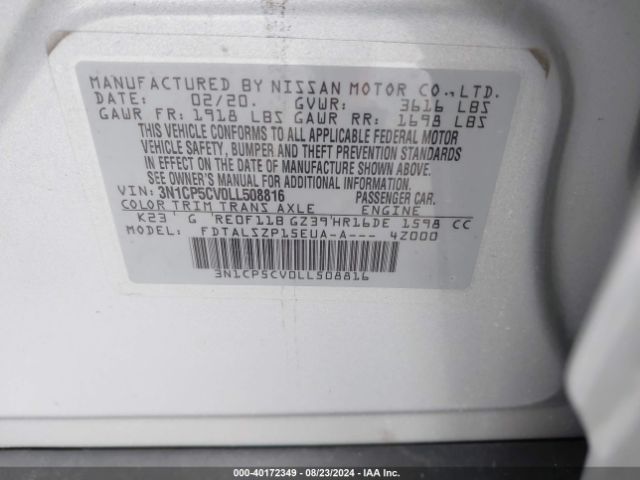 MANUFACTURED BY NISSAN MOTOR CO., LTD.
DATE: 02/20. GVWR: 3616 LBS
GAWR FR: 1918 LBS GAWR RR: 1698 LBS
THIS VEHICLE CONFORMS TO ALL APPLICABLE FEDERAL MOTOR
VEHICLE SAFETY, BUMPER AND THEFT PREVENTION STANDARDS
IN EFFECT ON THE DATE OF MANUFACTURE SHOWN ABOVE.
SEE OWNER'S MANUAL FOR ADDITIONAL INFORMATION.
VIN: 3N1CP5CV0LL508816 PASSENGER CAR.
COLOR TRIM TRANS AXLE ENGINE
K23 G RE0F11B GZ39 HR16DE 1598 CC
FDTALSZP15EUA-A--- 4Z000
3N1CP5CV0LL508816
000-40172349 | 08/23/2024 | IAA Inc.